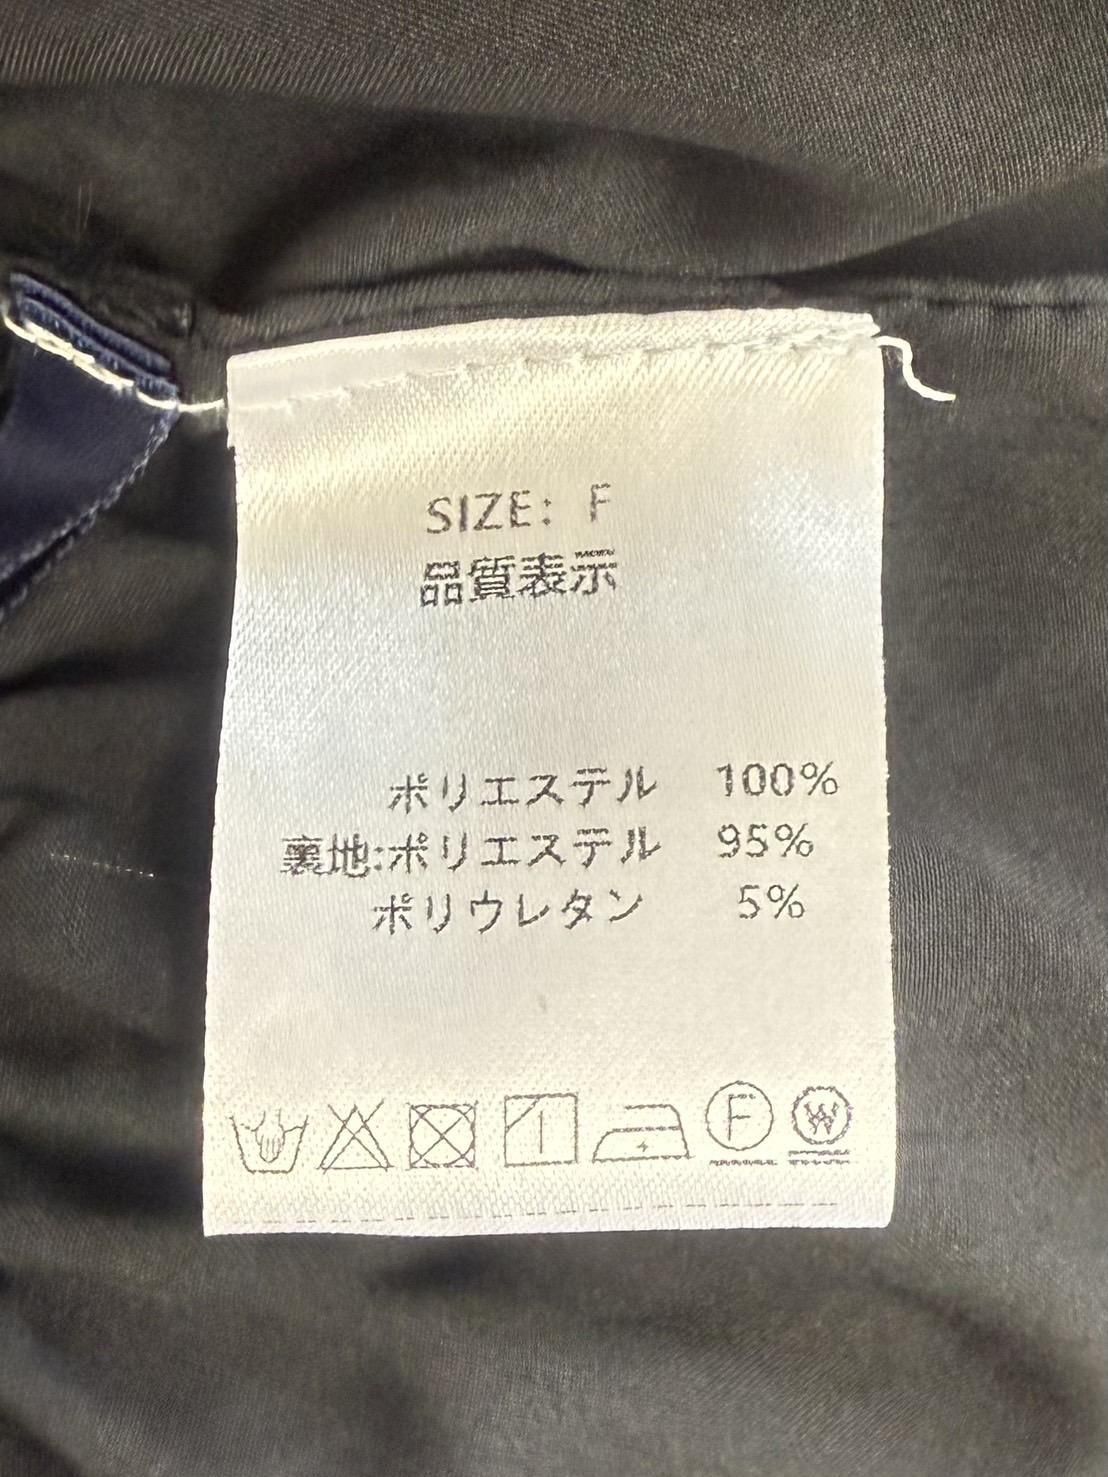 SIZE: F
品質表示
ポリエステル 100%
裏地:ポリエステル 95%
ポリウレタン 5%
F W